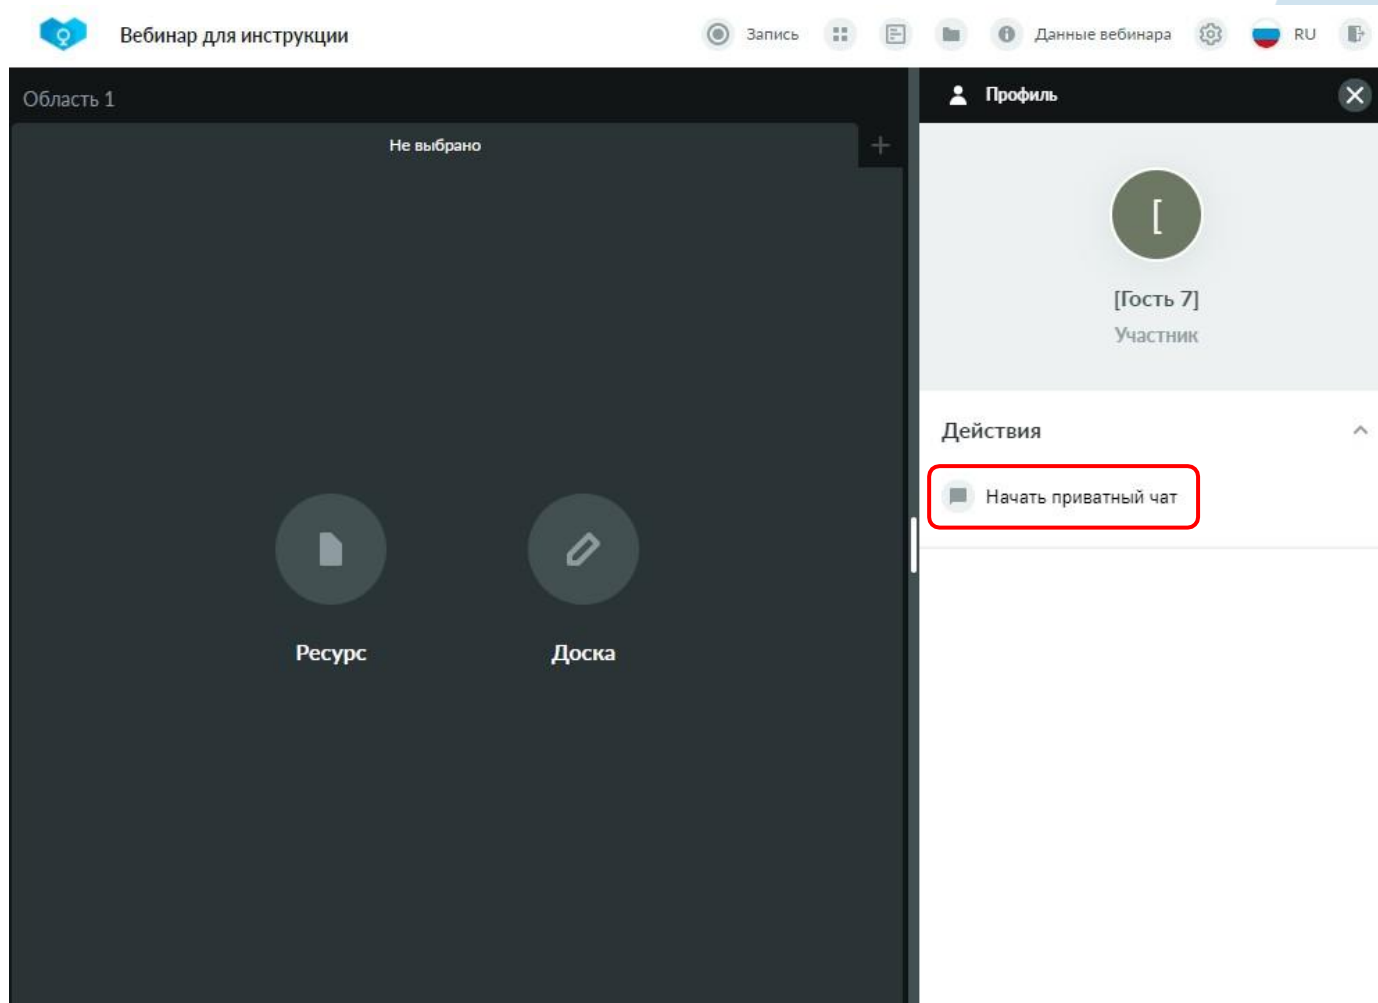 Вебинар для инструкции
Запись
Данные вебинара
RU
Область 1
Не выбрано
Ресурс
Доска
Профиль
[
[Гость 7]
Участник
Действия
Начать приватный чат